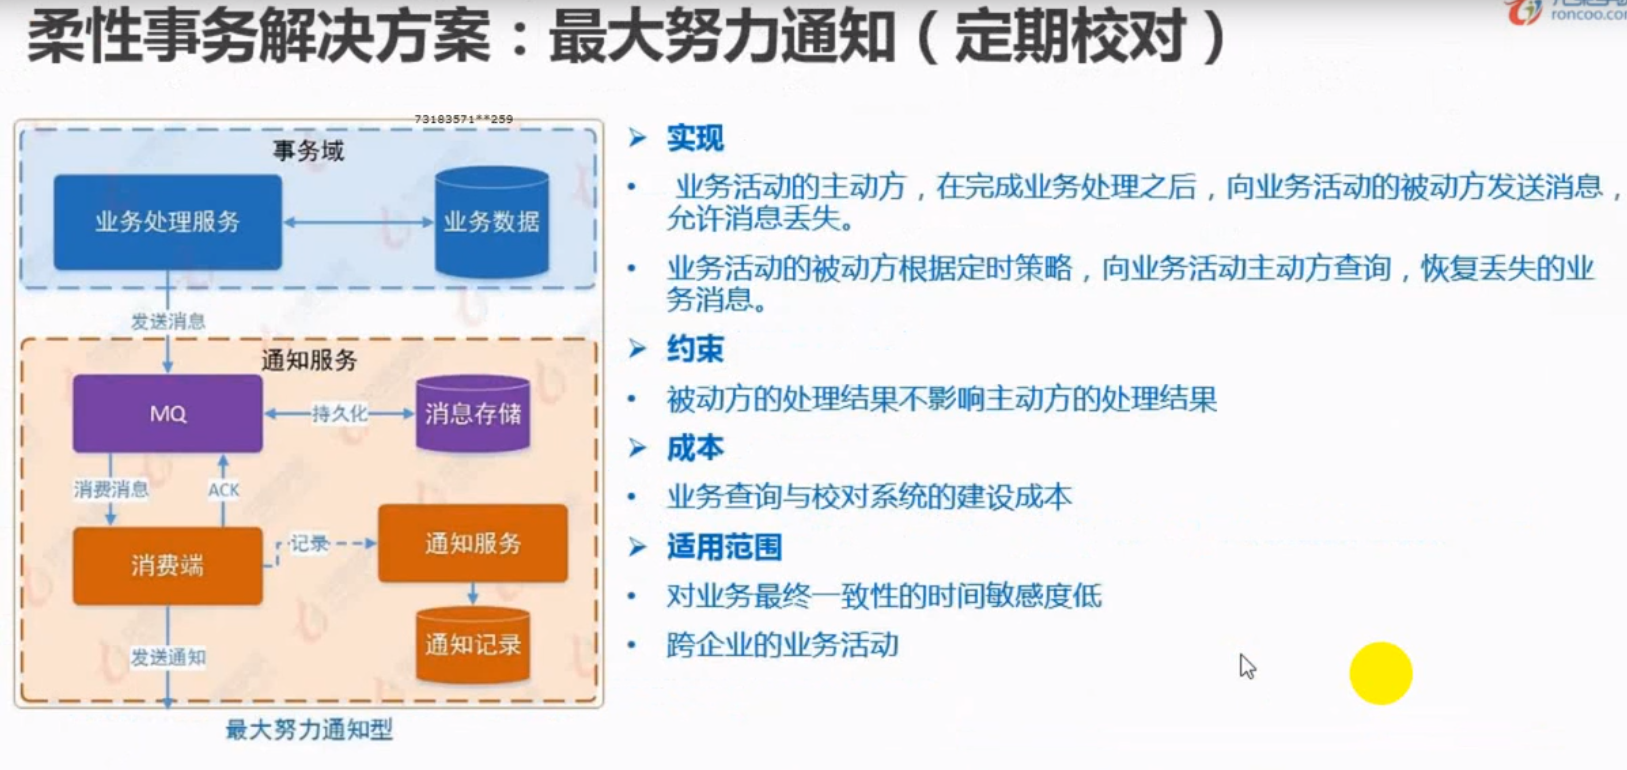 柔性事务解决方案：最大努力通知（定期校对）
roncoo.co
73183571**259
事务域
业务处理服务
业务数据
发送消息
通知服务
MQ
持久化
消息存储
消费消息
ACK
消费端
记录
通知服务
通知记录
发送通知
最大努力通知型
实现
业务活动的主动方，在完成业务处理之后，向业务活动的被动方发送消息，
允许消息丢失。
业务活动的被动方根据定时策略，向业务活动主动方查询，恢复丢失的业
务消息。
约束
被动方的处理结果不影响主动方的处理结果
成本
业务查询与校对系统的建设成本
适用范围
对业务最终一致性的时间敏感度低
跨企业的业务活动